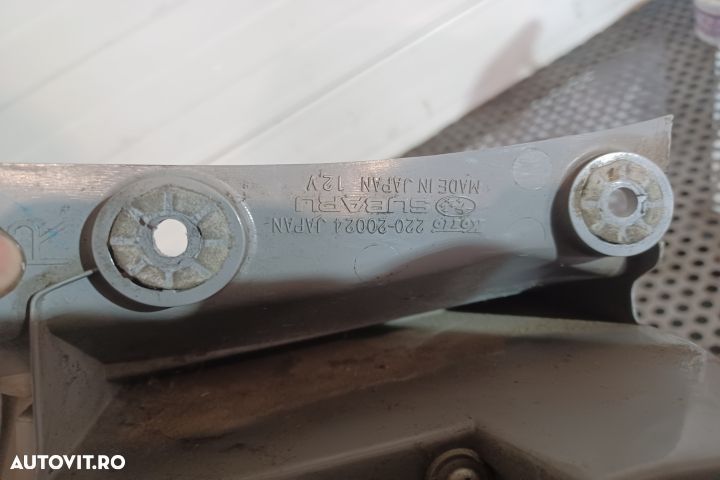 KOITO 220-20024 JAPAN
SUBARU
MADE IN JAPAN 12V
AUTOVIT.RO